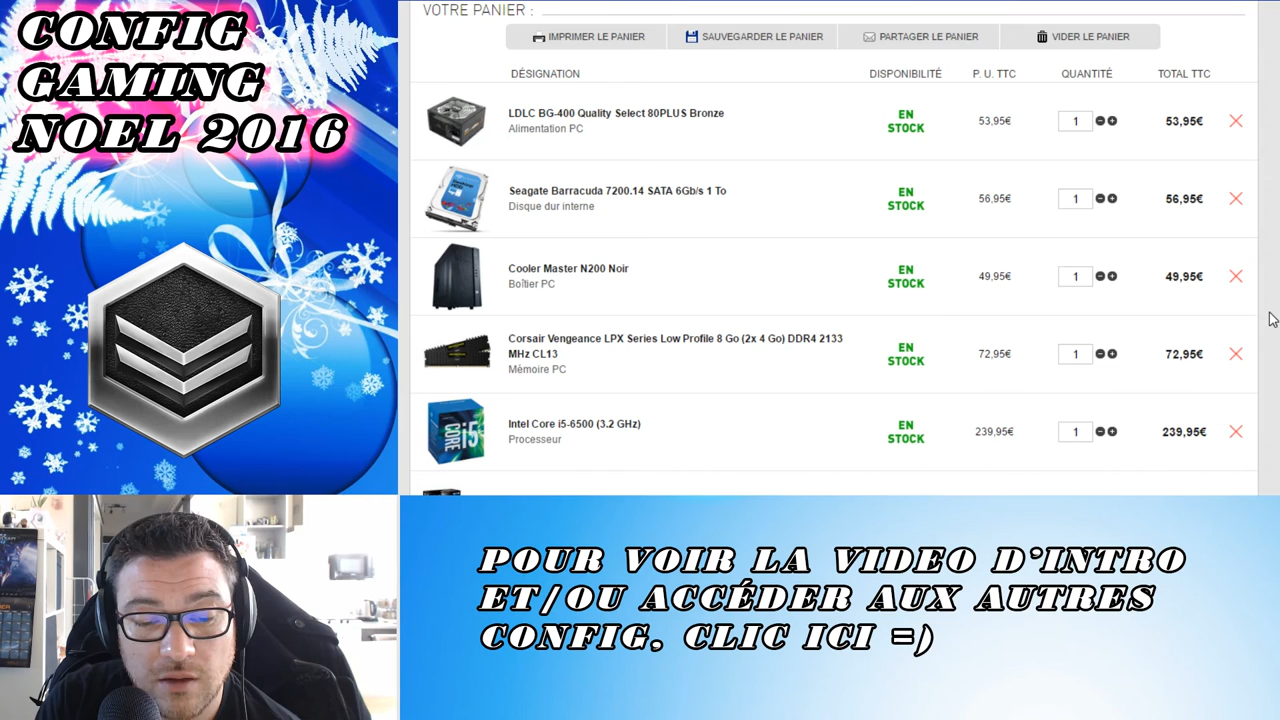 CONFIG
GAMING
NOEL 2016
VOTRE PANIER :
IMPRIMER LE PANIER SAUVEGARDER LE PANIER PARTAGER LE PANIER VIDER LE PANIER
DÉSIGNATION DISPONIBILITÉ P. U. TTC QUANTITÉ TOTAL TTC
LDLC BG-400 Quality Select 80PLUS Bronze
Alimentation PC
EN
STOCK
53,95€ 1 53,95€
Seagate Barracuda 7200.14 SATA 6Gb/s 1 To
Disque dur interne
EN
STOCK
56,95€ 1 56,95€
Cooler Master N200 Noir
Boîtier PC
EN
STOCK
49,95€ 1 49,95€
Corsair Vengeance LPX Series Low Profile 8 Go (2x 4 Go) DDR4 2133
MHz CL13
Mémoire PC
EN
STOCK
72,95€ 1 72,95€
CORE i5
Intel Core i5-6500 (3.2 GHz)
Processeur
EN
STOCK
239,95€ 1 239,95€
POUR VOIR LA VIDEO D'INTRO
ET/OU ACCÉDER AUX AUTRES
CONFIG, CLIC ICI =)